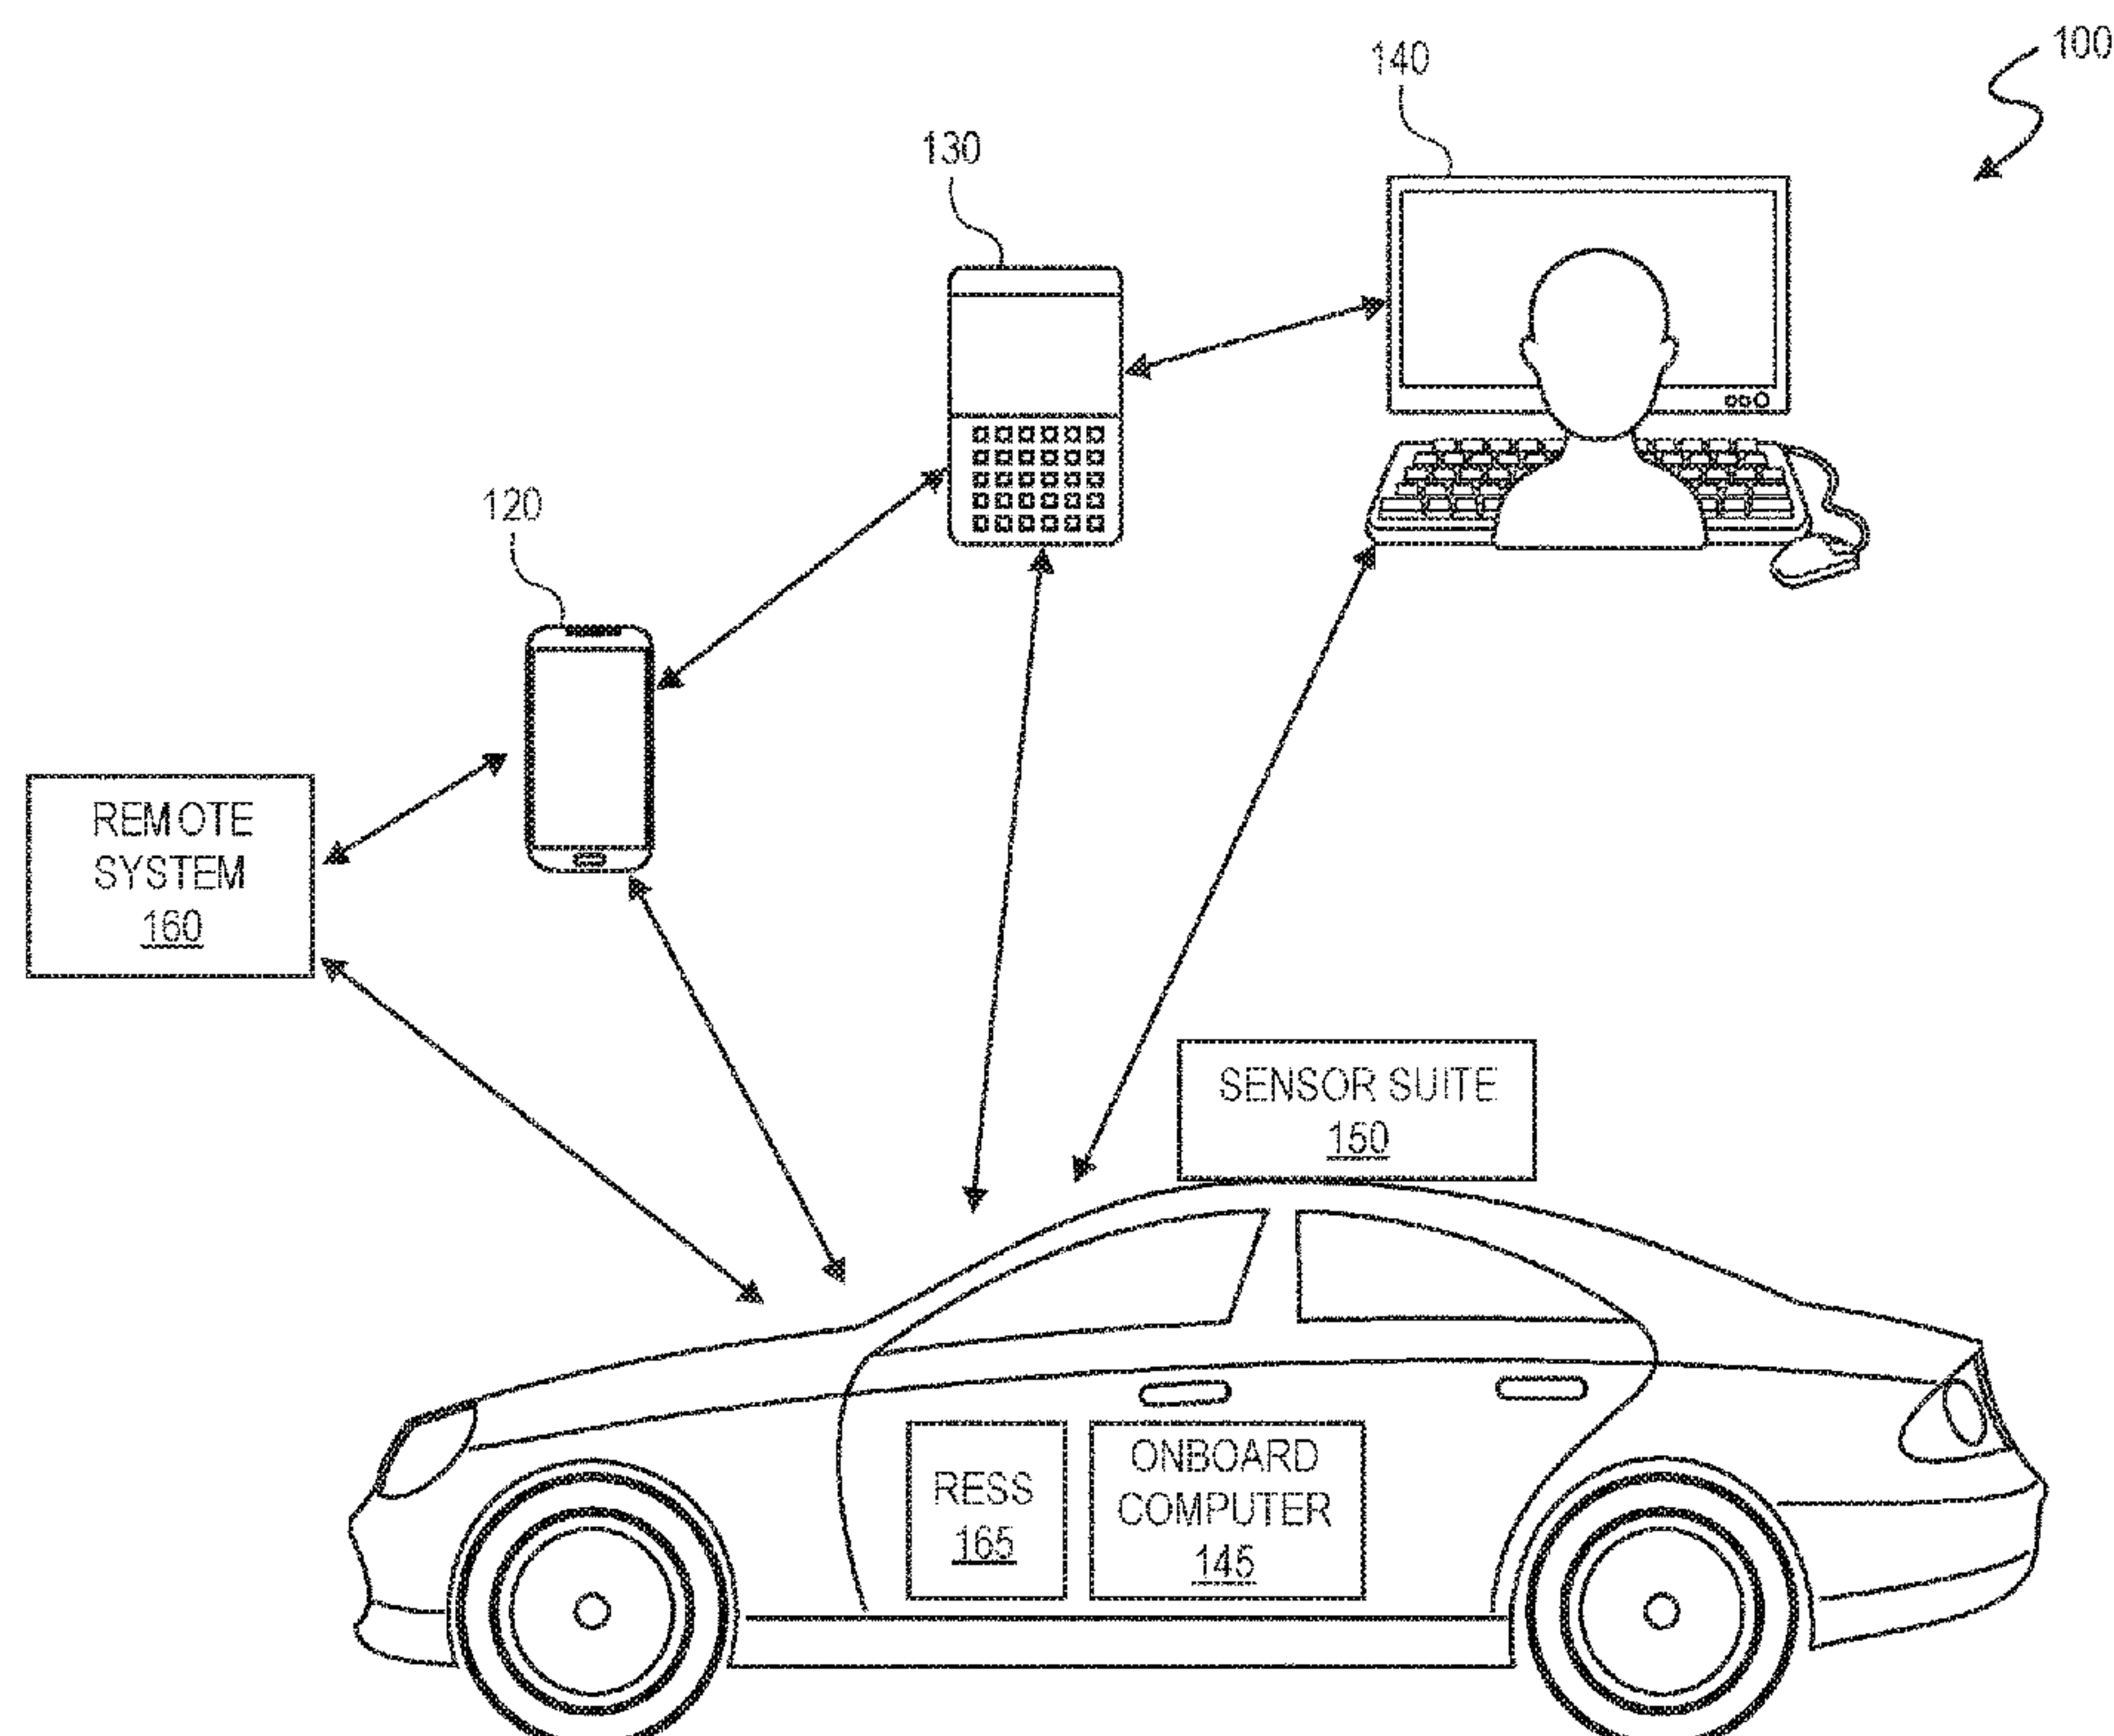 100
140
130
120
REMOTE
SYSTEM
160
SENSOR SUITE
150
RESS
165
ONBOARD
COMPUTER
145